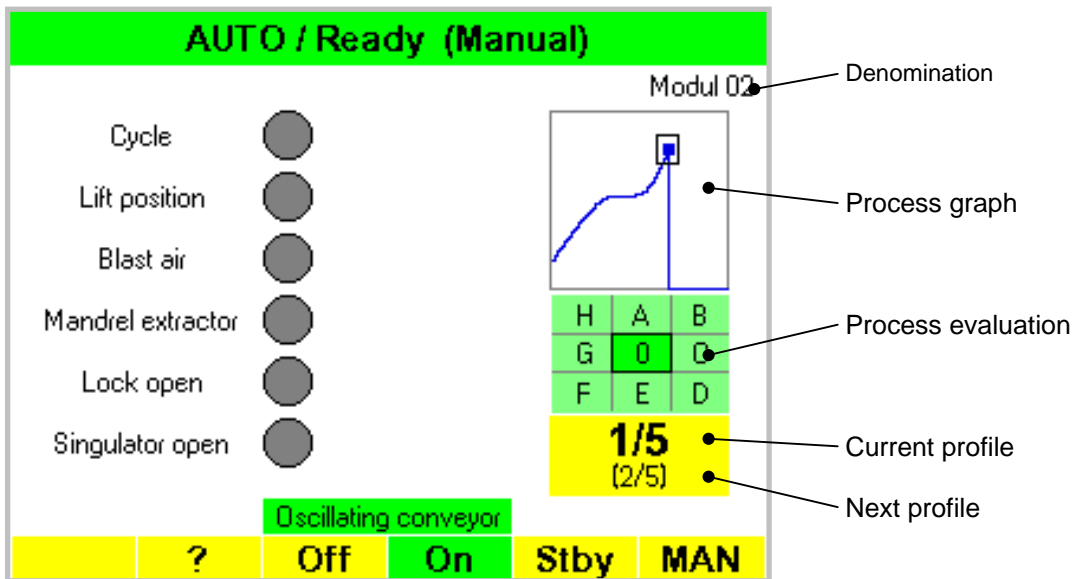 AUTO / Ready (Manual)
Modul 02
Denomination
Cycle
Lift position
Process graph
Blast air
Mandrel extractor
H A B
Process evaluation
G 0 C
Lock open
F E D
Singulator open
1/5
Current profile
(2/5)
Next profile
Oscillating conveyor
? Off On Stby MAN